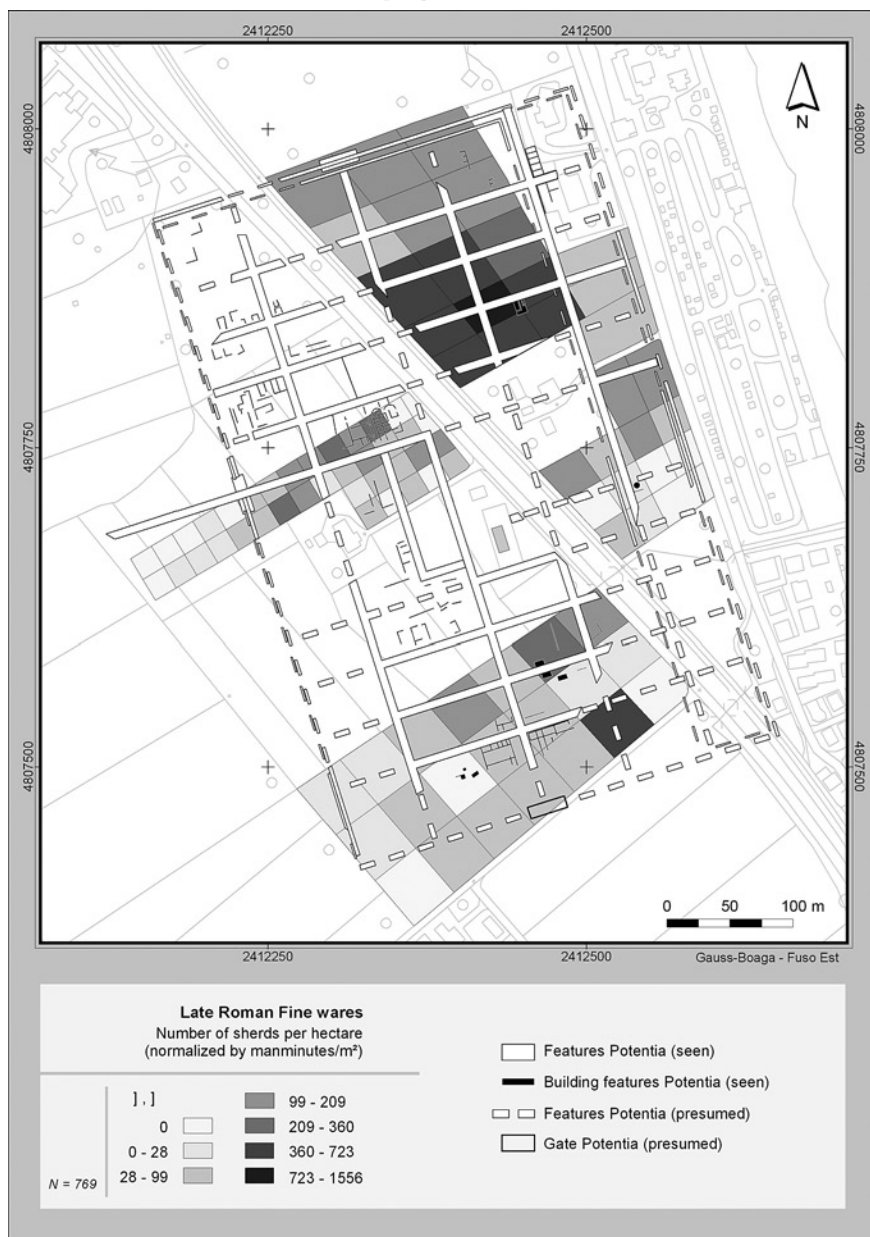 2412250
2412500
4808000
4808000
N
4807750
4807750
4807500
4807500
0 50 100 m
2412250
2412500
Gauss-Boaga - Fuso Est
Late Roman Fine wares
Number of sherds per hectare
(normalized by manminutes/m²)
] , ]
0
0 - 28
28 - 99
99 - 209
209 - 360
360 - 723
723 - 1556
N = 769
Features Potentia (seen)
Building features Potentia (seen)
Features Potentia (presumed)
Gate Potentia (presumed)